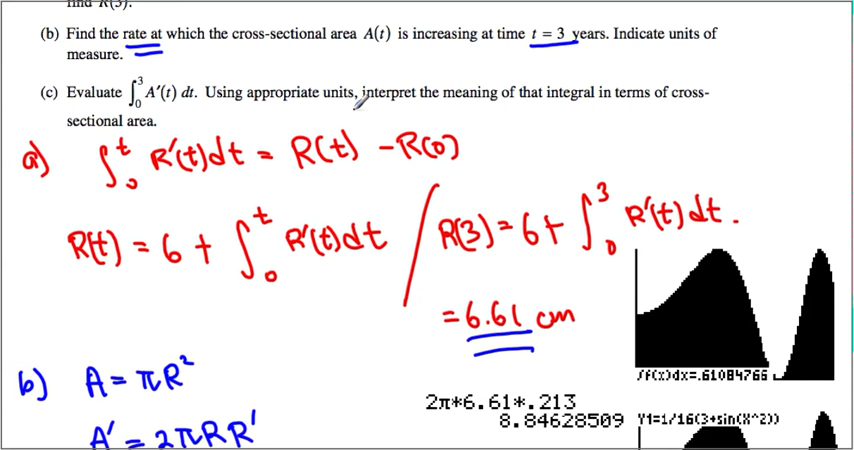 find R(3).
(b) Find the rate at which the cross-sectional area A(t) is increasing at time t = 3 years. Indicate units of
measure.
(c) Evaluate ∫₀³ A′(t) dt. Using appropriate units, interpret the meaning of that integral in terms of cross-
sectional area.
a) ∫₀ᵗ R'(t)dt = R(t) - R(0)
R(t) = 6 + ∫₀ᵗ R'(t)dt / R(3) = 6 + ∫₀³ R'(t)dt.
= 6.61 cm
∫f(x)dx=.61084766
b) A = πR²
2π*6.61*.213
8.84628509
Y1=1/16(3+sin(X^2))
A' = 2πRR'